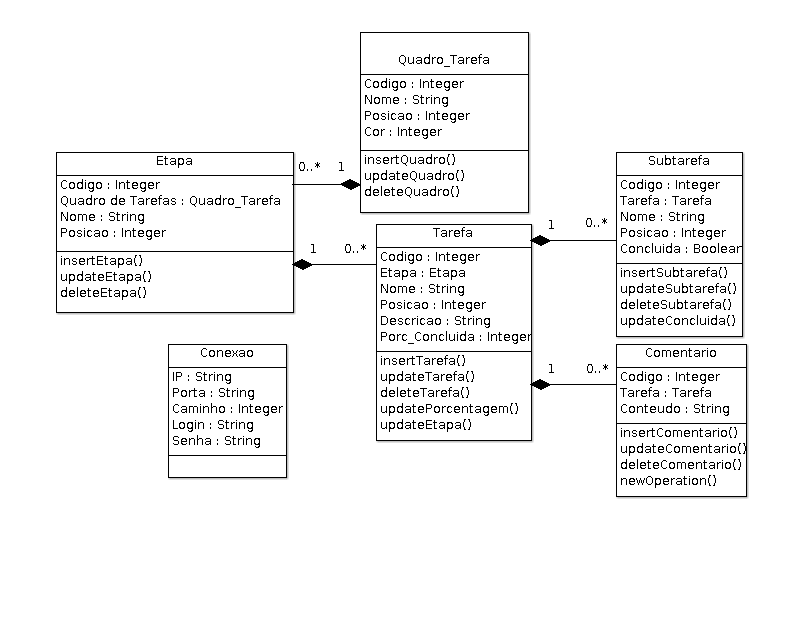 Quadro_Tarefa
Codigo : Integer
Nome : String
Posicao : Integer
Cor : Integer
insertQuadro()
updateQuadro()
deleteQuadro()
Etapa
Codigo : Integer
Quadro de Tarefas : Quadro_Tarefa
Nome : String
Posicao : Integer
insertEtapa()
updateEtapa()
deleteEtapa()
0..* 1
1 0..*
Tarefa
Codigo : Integer
Etapa : Etapa
Nome : String
Posicao : Integer
Descricao : String
Porc_Concluida : Integer
insertTarefa()
updateTarefa()
deleteTarefa()
updatePorcentagem()
updateEtapa()
1 0..*
1 0..*
Subtarefa
Codigo : Integer
Tarefa : Tarefa
Nome : String
Posicao : Integer
Concluida : Boolean
insertSubtarefa()
updateSubtarefa()
deleteSubtarefa()
updateConcluida()
Conexao
IP : String
Porta : String
Caminho : Integer
Login : String
Senha : String
Comentario
Codigo : Integer
Tarefa : Tarefa
Conteudo : String
insertComentario()
updateComentario()
deleteComentario()
newOperation()